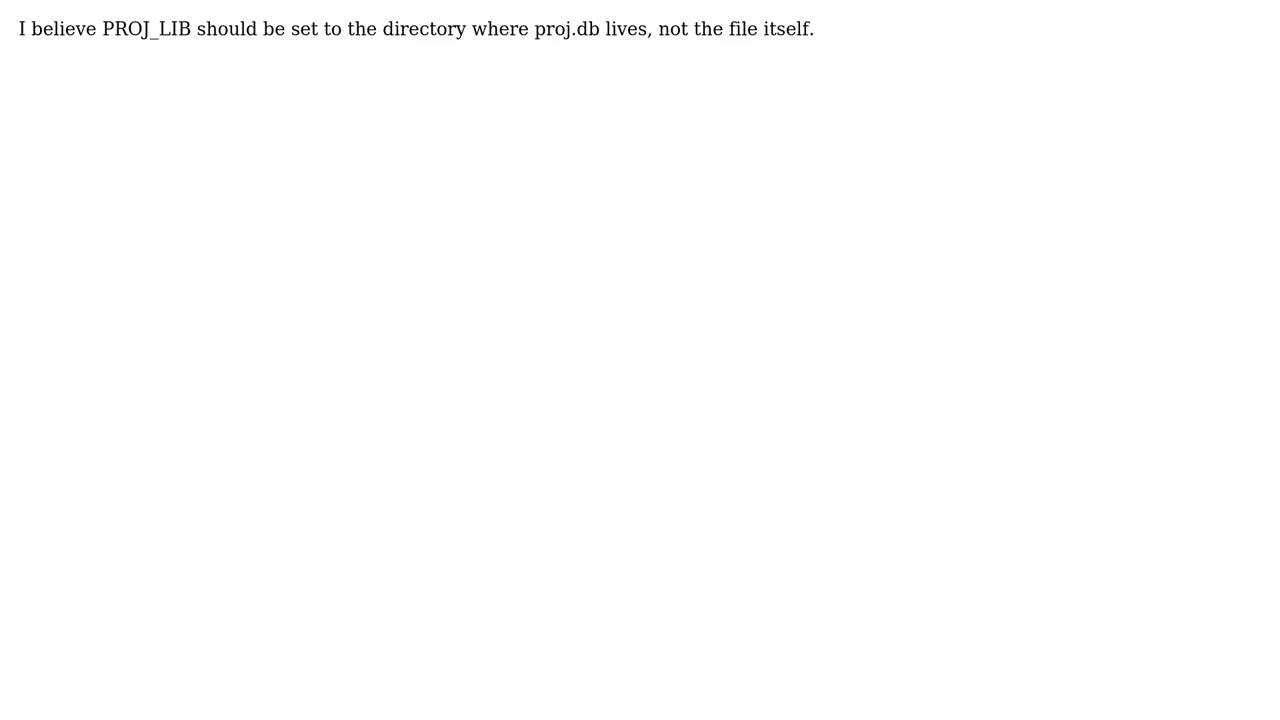 I believe PROJ_LIB should be set to the directory where proj.db lives, not the file itself.